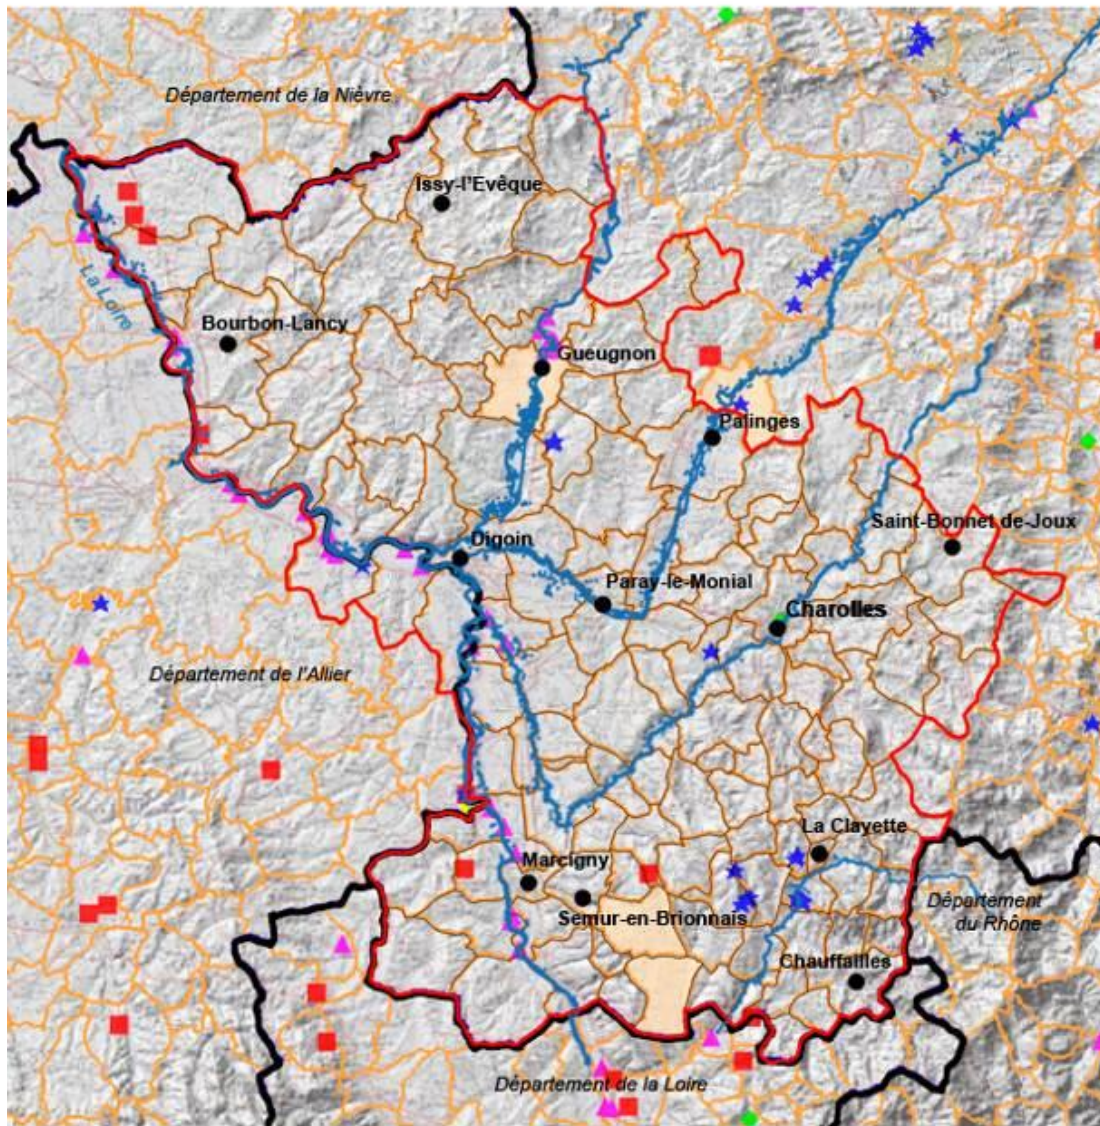 Département de la Nièvre
Issy-l'Evêque
La Loire
Bourbon-Lancy
Gueugnon
Palinges
Saint-Bonnet de-Joux
Digoin
Paray-le-Monial
Charolles
Département de l'Allier
La Clayette
Marcigny
Semur-en-Brionnais
Département
du Rhône
Chauffailles
Département de la Loire